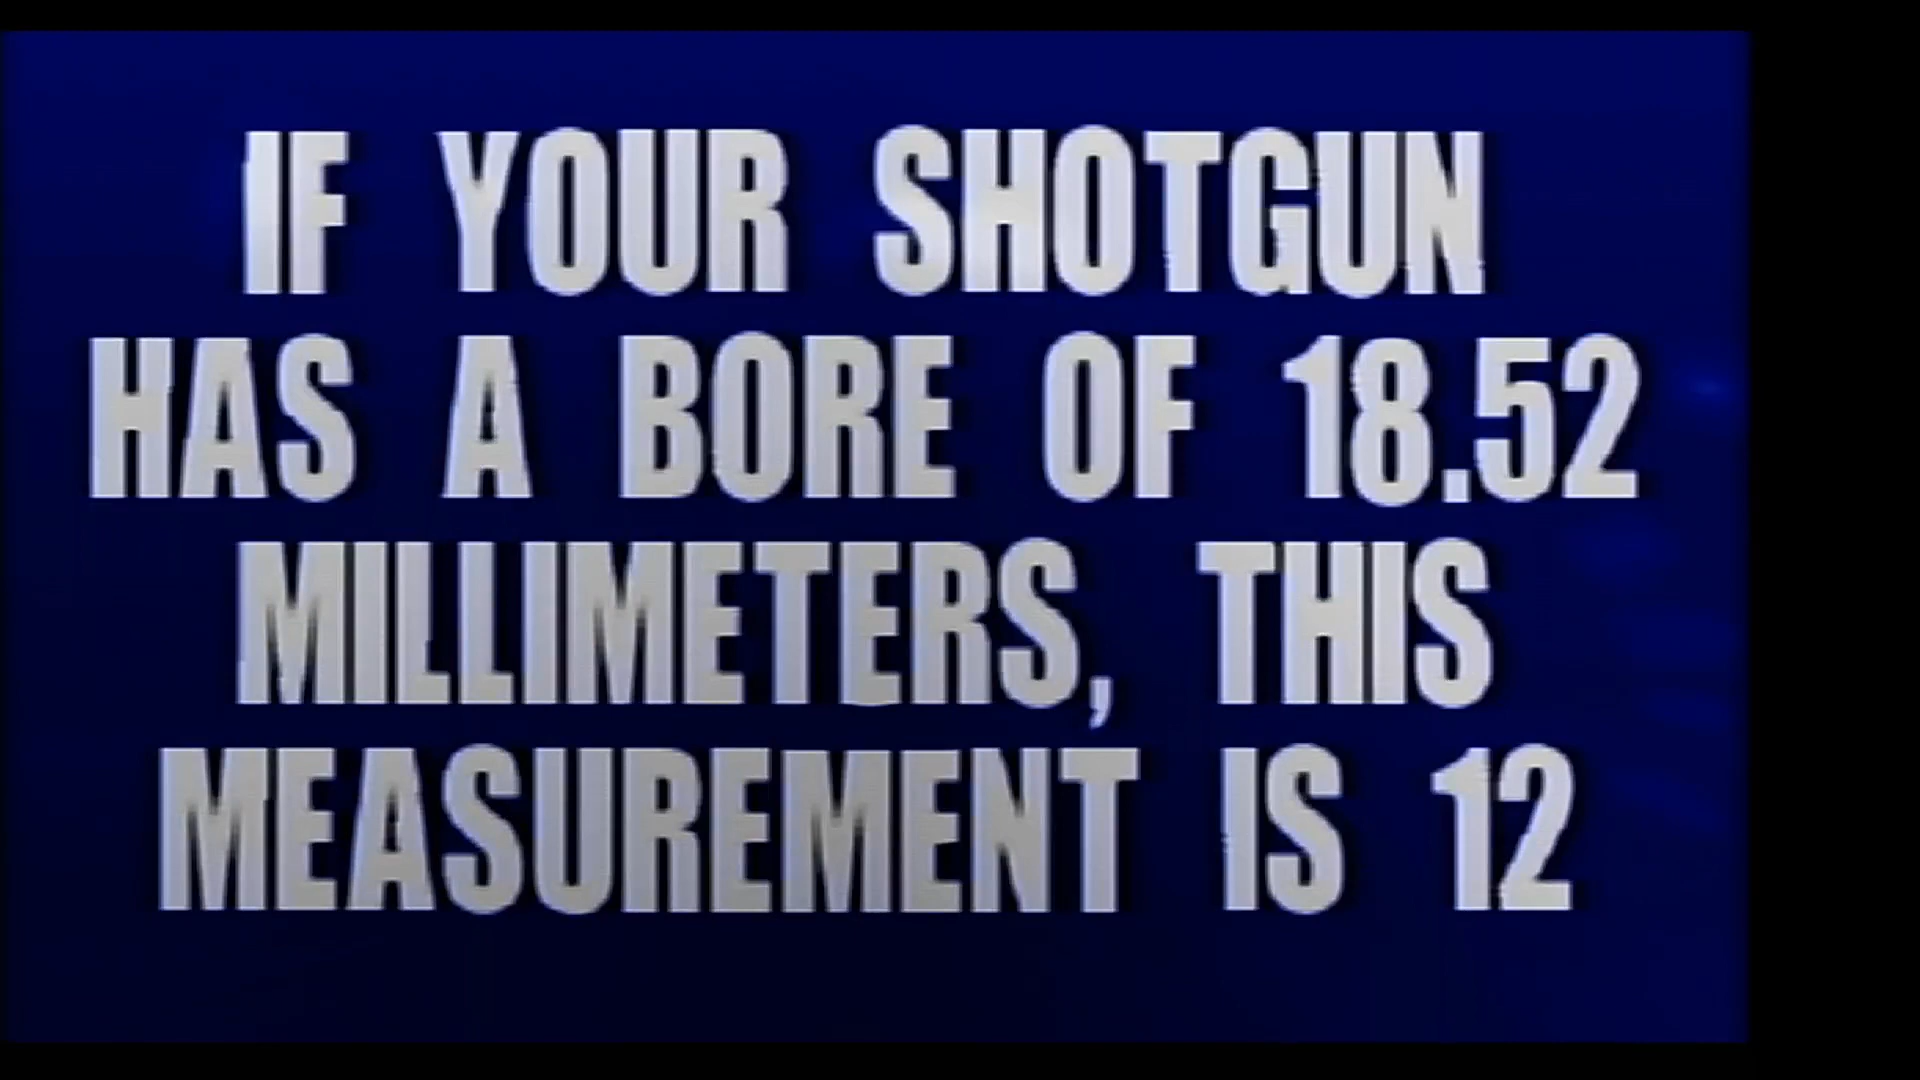 IF YOUR SHOTGUN
HAS A BORE OF 18.52
MILLIMETERS, THIS
MEASUREMENT IS 12